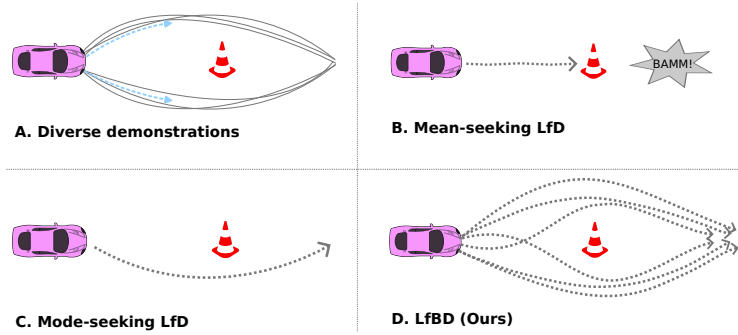 A. Diverse demonstrations
BAMM!
B. Mean-seeking LfD
C. Mode-seeking LfD
D. LfBD (Ours)